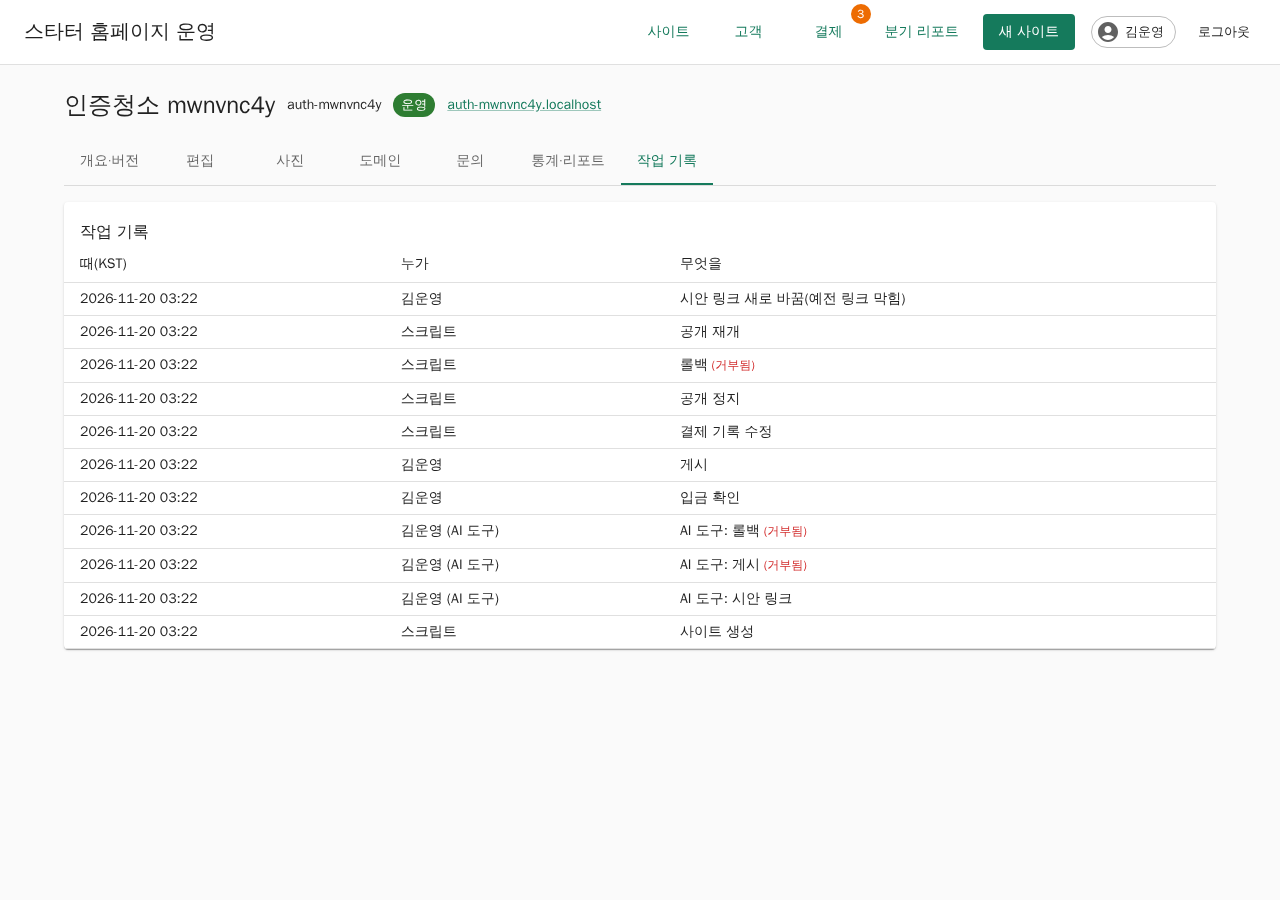 스타터 홈페이지 운영
사이트
고객
결제
3
분기 리포트
새 사이트
김운영
로그아웃
인증청소 mwnvnc4y auth-mwnvnc4y 운영 auth-mwnvnc4y.localhost
개요·버전 편집 사진 도메인 문의 통계·리포트 작업 기록
작업 기록
때(KST) 누가 무엇을
2026-11-20 03:22 김운영 시안 링크 새로 바꿈(예전 링크 막힘)
2026-11-20 03:22 스크립트 공개 재개
2026-11-20 03:22 스크립트 롤백 (거부됨)
2026-11-20 03:22 스크립트 공개 정지
2026-11-20 03:22 스크립트 결제 기록 수정
2026-11-20 03:22 김운영 게시
2026-11-20 03:22 김운영 입금 확인
2026-11-20 03:22 김운영 (AI 도구) AI 도구: 롤백 (거부됨)
2026-11-20 03:22 김운영 (AI 도구) AI 도구: 게시 (거부됨)
2026-11-20 03:22 김운영 (AI 도구) AI 도구: 시안 링크
2026-11-20 03:22 스크립트 사이트 생성